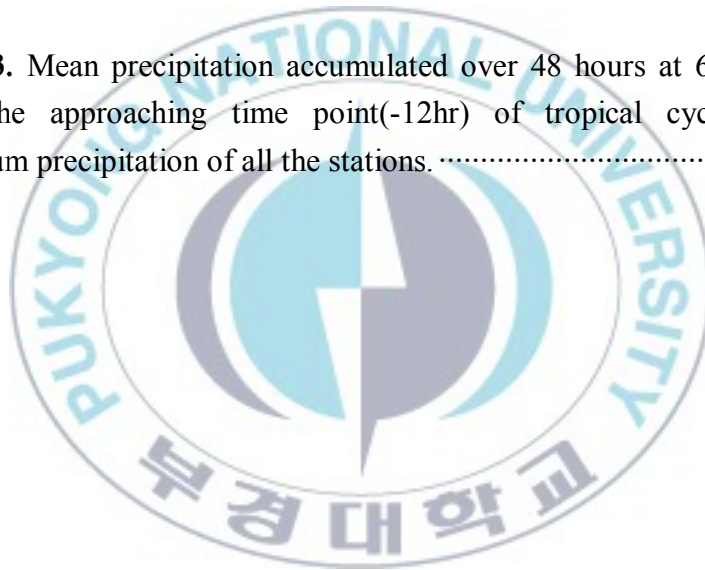 3. Mean precipitation accumulated over 48 hours at 6
he approaching time point(-12hr) of tropical cyc
um precipitation of all the stations. ································
PUKYONG NATIONAL UNIVERSITY
부경대학교